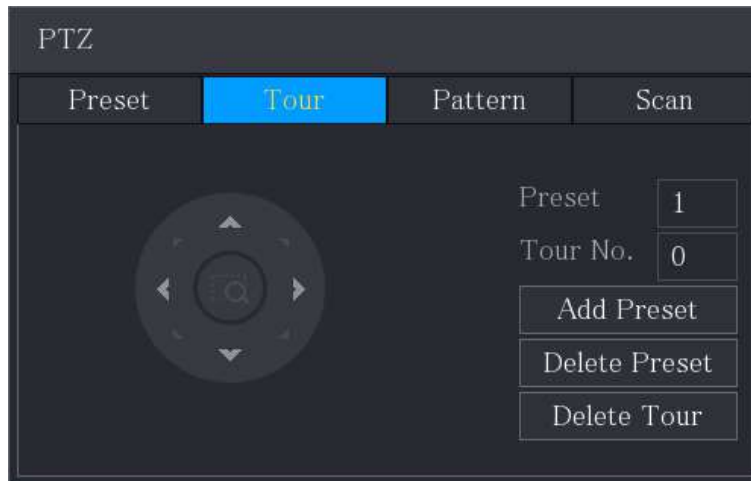 PTZ
Preset Tour Pattern Scan
Preset 1
Tour No. 0
Add Preset
Delete Preset
Delete Tour